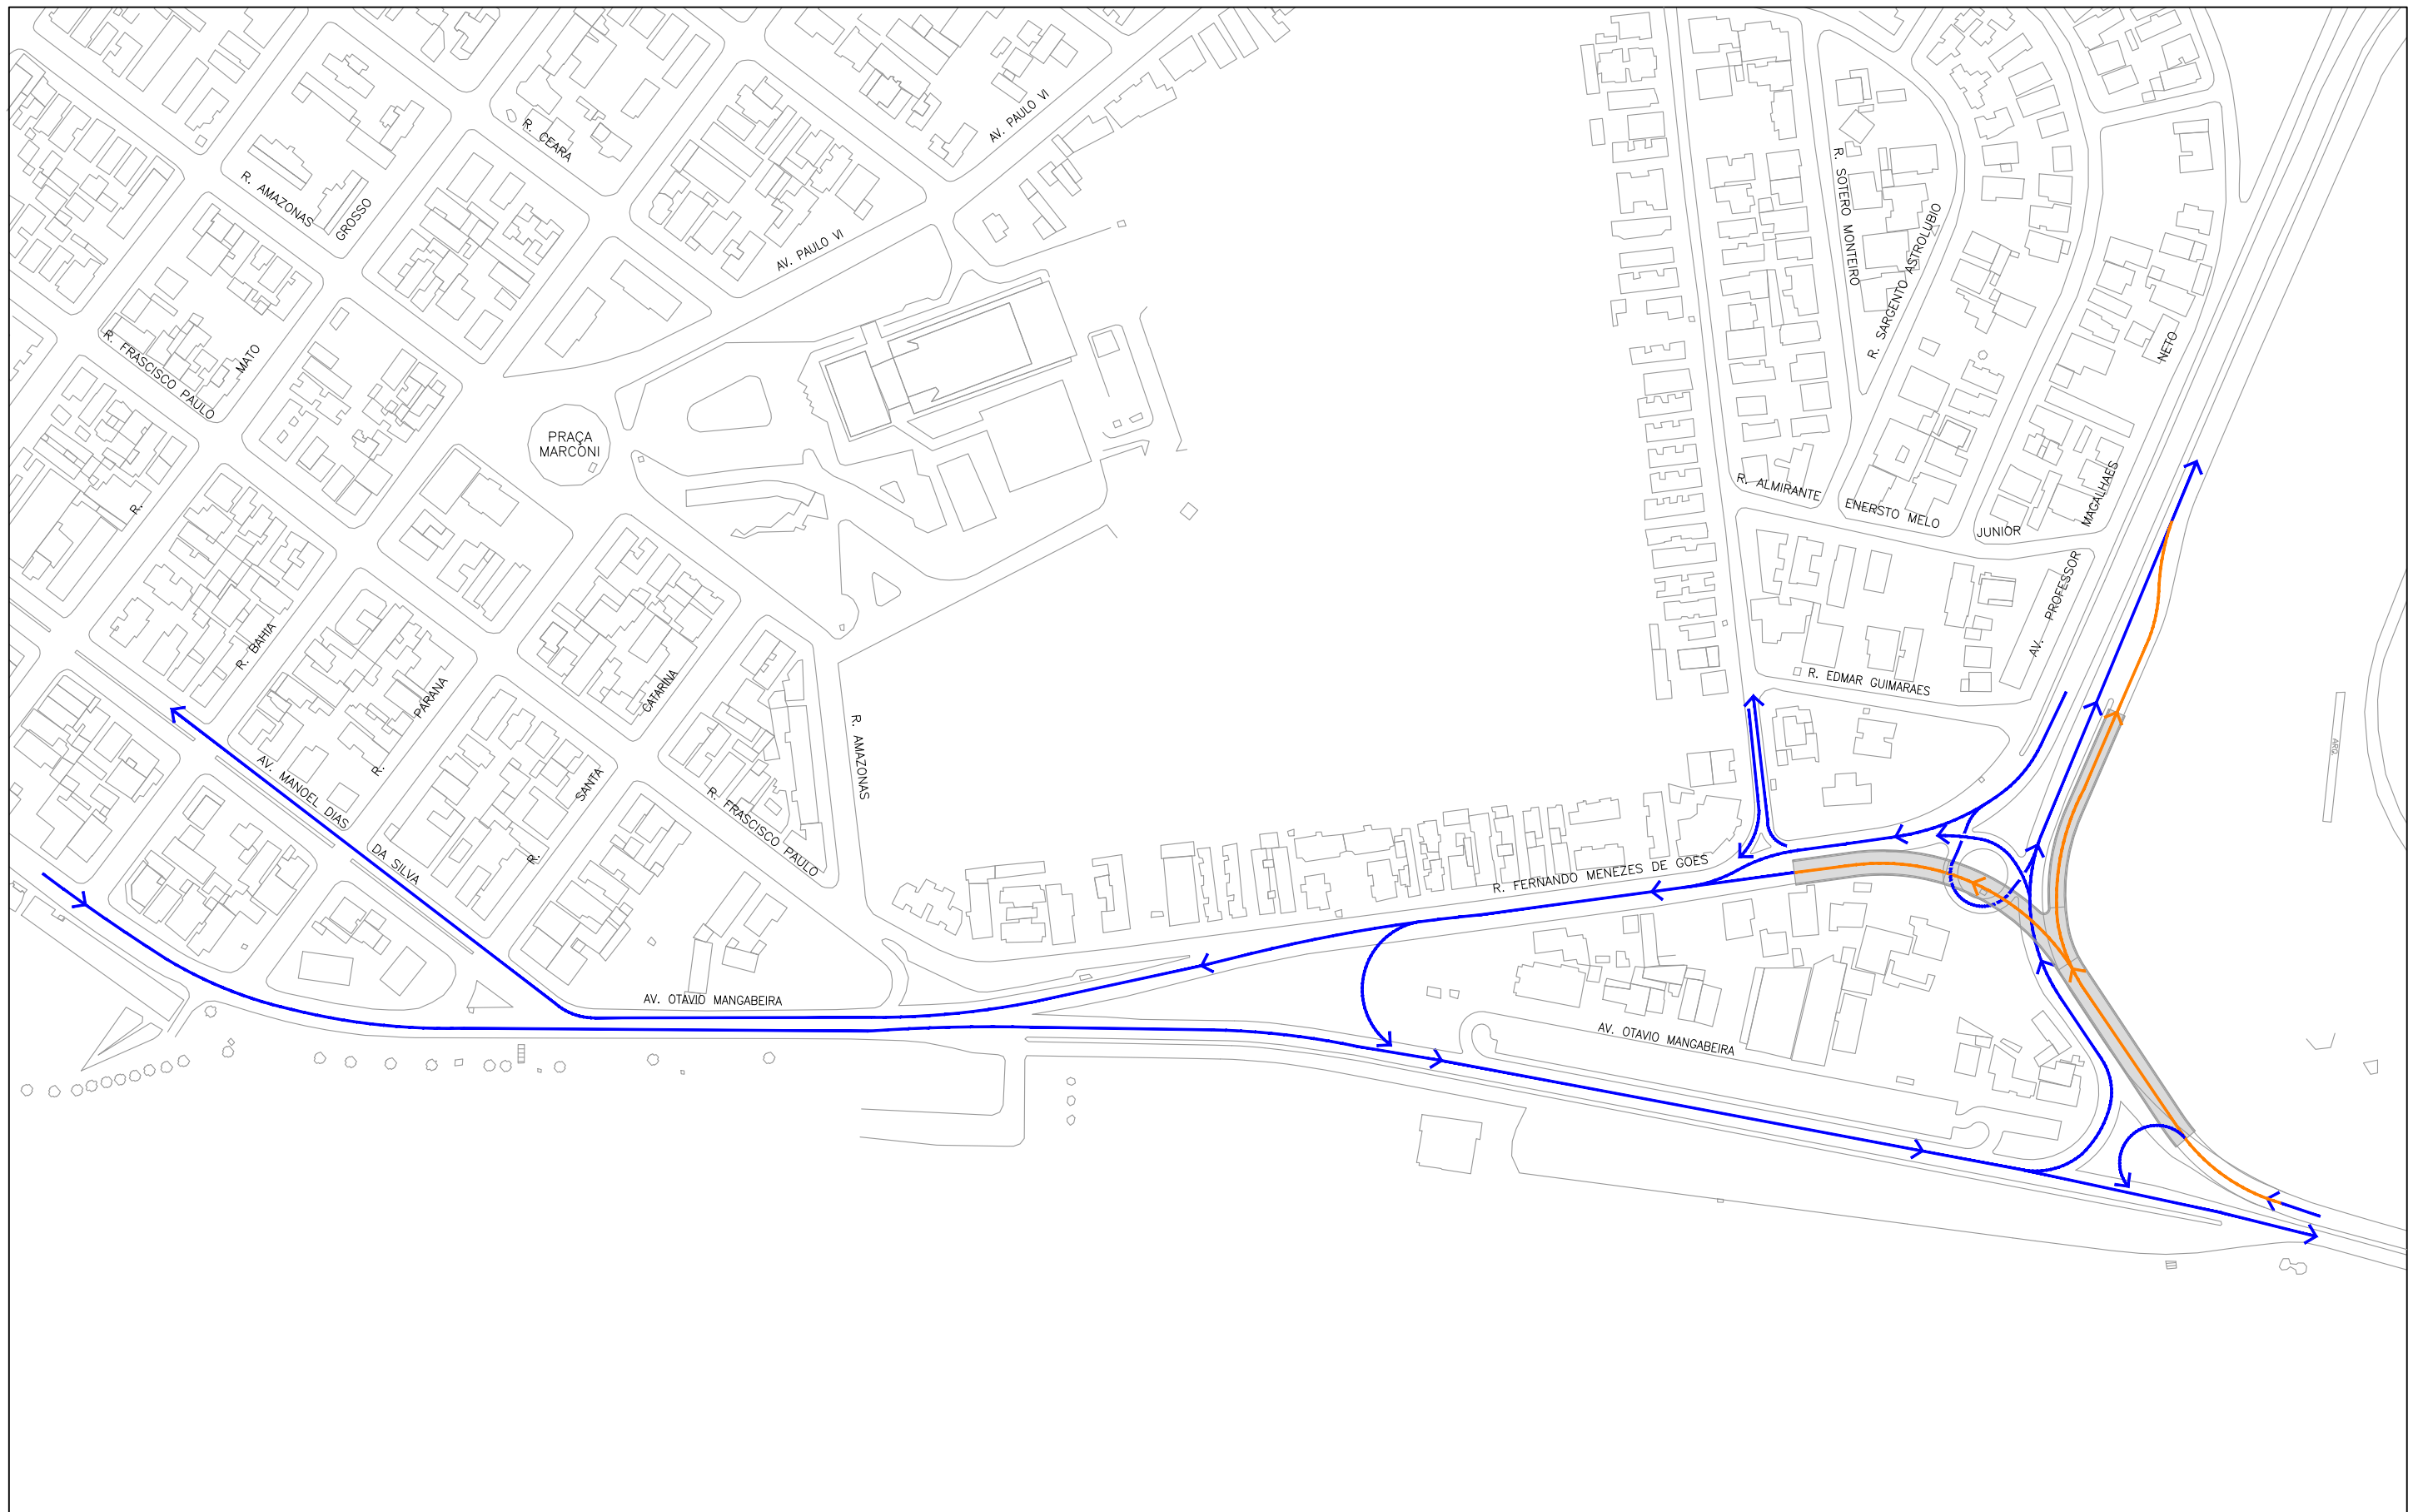 R. CEARA
AV. PAULO VI
R. AMAZONAS
GROSSO
AV. PAULO VI
R. SOTERO MONTEIRO
R. SARGENTO ASTROLUBIO
R. FRASCISCO PAULO
MATO
NETO
PRAÇA
MARCONI
R.
R. ALMIRANTE
ENERSTO MELO
JUNIOR
MAGALHAES
AV. PROFESSOR
R. BAHIA
PARANA
R.
CATARINA
R. EDMAR GUIMARAES
R. AMAZONAS
ARQ.
AV. MANOEL DIAS
DA SILVA
SANTA
R.
R. FRASCISCO PAULO
R. FERNANDO MENEZES DE GOES
AV. OTAVIO MANGABEIRA
AV. OTAVIO MANGABEIRA